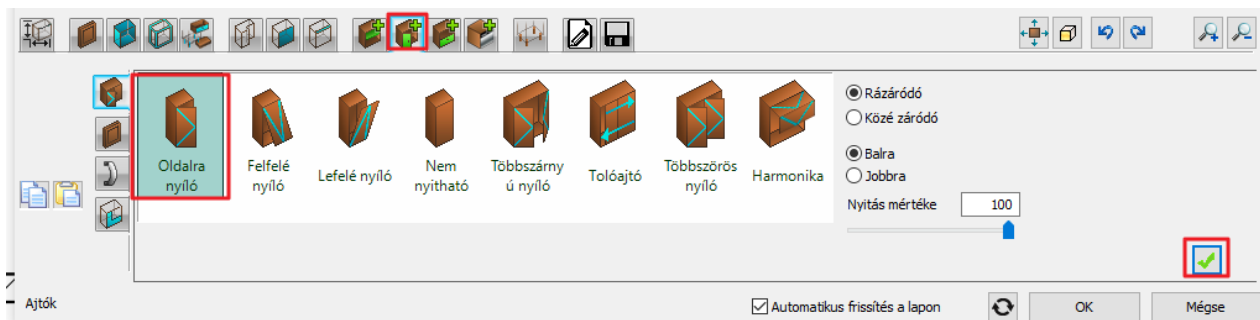 Oldalra
nyíló
Felfelé
nyíló
Lefelé nyíló
Nem
nyitható
Többszárny
ú nyíló
Tolóajtó
Többszörös
nyíló
Harmonika
Rázáródó
Közé záródó
Balra
Jobbra
Nyitás mértéke 100
Ajtók
Automatikus frissítés a lapon
OK
Mégse